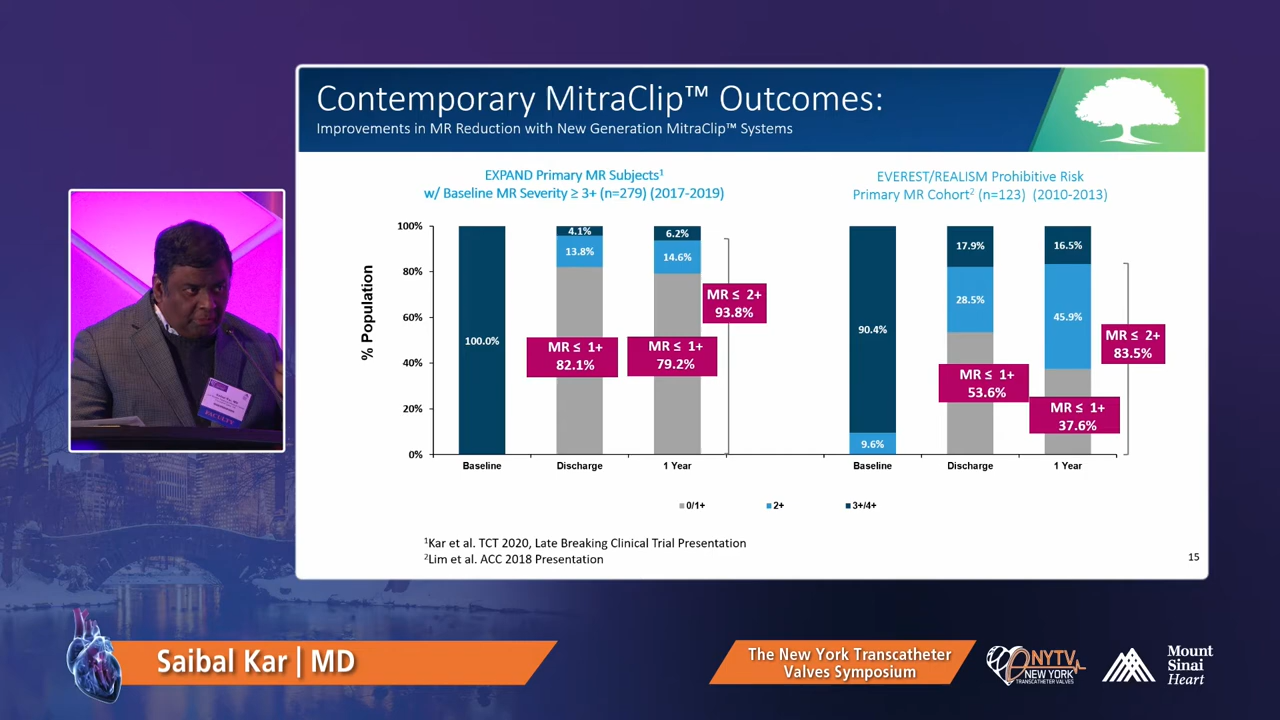 Contemporary MitraClip™ Outcomes:
Improvements in MR Reduction with New Generation MitraClip™ Systems
EXPAND Primary MR Subjects¹
w/ Baseline MR Severity ≥ 3+ (n=279) (2017-2019)
% Population
100%
80%
60%
40%
20%
0%
100.0%
4.1%
13.8%
6.2%
14.6%
MR ≤ 2+
93.8%
MR ≤ 1+
82.1%
MR ≤ 1+
79.2%
Baseline
Discharge
1 Year
EVEREST/REALISM Prohibitive Risk
Primary MR Cohort² (n=123) (2010-2013)
90.4%
9.6%
17.9%
28.5%
16.5%
45.9%
MR ≤ 2+
83.5%
MR ≤ 1+
53.6%
MR ≤ 1+
37.6%
Baseline
Discharge
1 Year
0/1+
2+
3+/4+
¹Kar et al. TCT 2020, Late Breaking Clinical Trial Presentation
²Lim et al. ACC 2018 Presentation
15
FACULTY
Saibal Kar | MD
The New York Transcatheter
Valves Symposium
NYTV
NEW YORK
TRANSCATHETER VALVES
Mount
Sinai
Heart